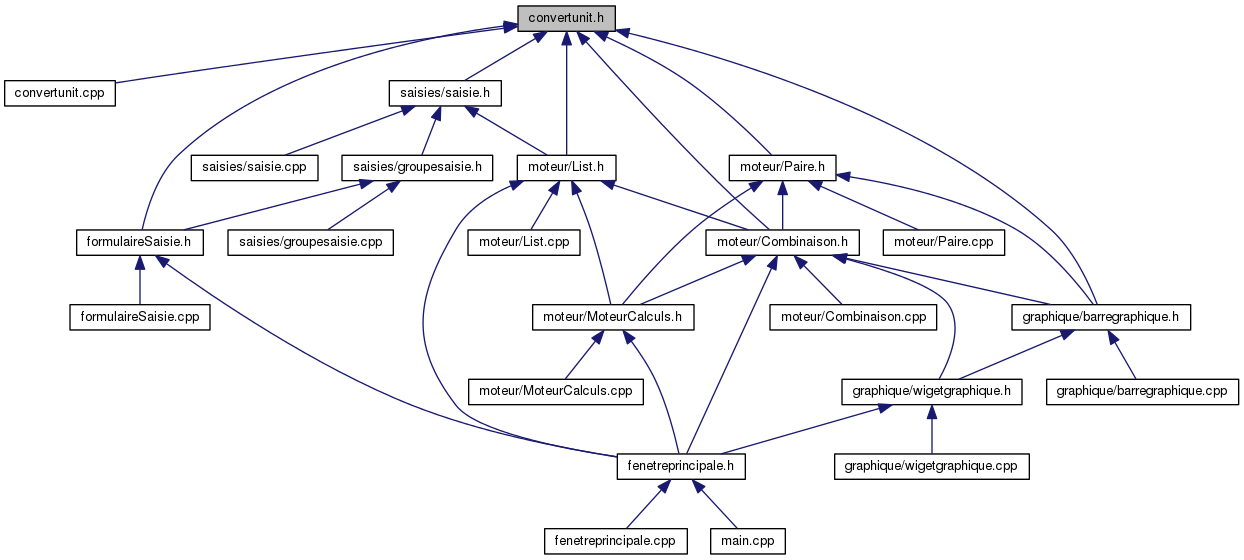 convertunit.h
convertunit.cpp
saisies/saisie.h
saisies/saisie.cpp
saisies/groupesaisie.h
moteur/List.h
moteur/Paire.h
formulaireSaisie.h
saisies/groupesaisie.cpp
moteur/List.cpp
moteur/Combinaison.h
moteur/Paire.cpp
formulaireSaisie.cpp
moteur/MoteurCalculs.h
moteur/Combinaison.cpp
graphique/barregraphique.h
moteur/MoteurCalculs.cpp
graphique/wigetgraphique.h
graphique/barregraphique.cpp
fenetreprincipale.h
graphique/wigetgraphique.cpp
fenetreprincipale.cpp
main.cpp